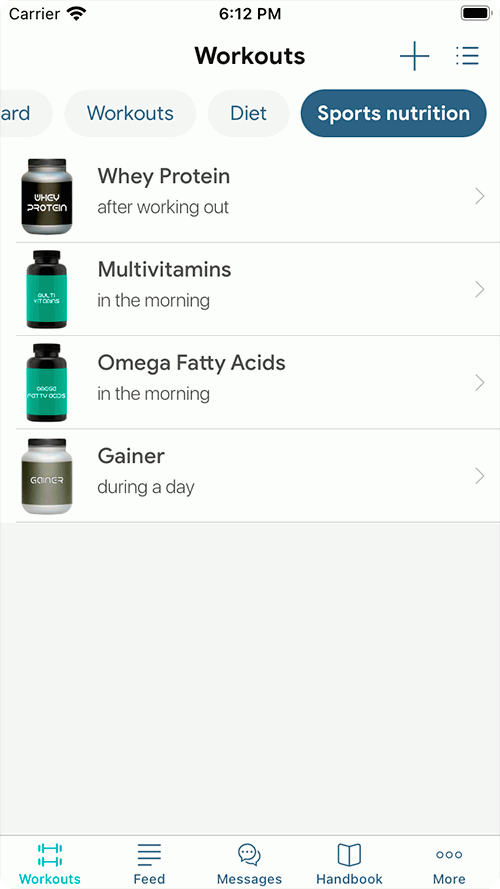 Carrier 6:12 PM
Workouts
ard Workouts Diet Sports nutrition
WHEY
PROTEIN
Whey Protein
after working out
MULTI
VITAMINS
Multivitamins
in the morning
OMEGA
FATTY ACIDS
Omega Fatty Acids
in the morning
GAINER
Gainer
during a day
Workouts Feed Messages Handbook More